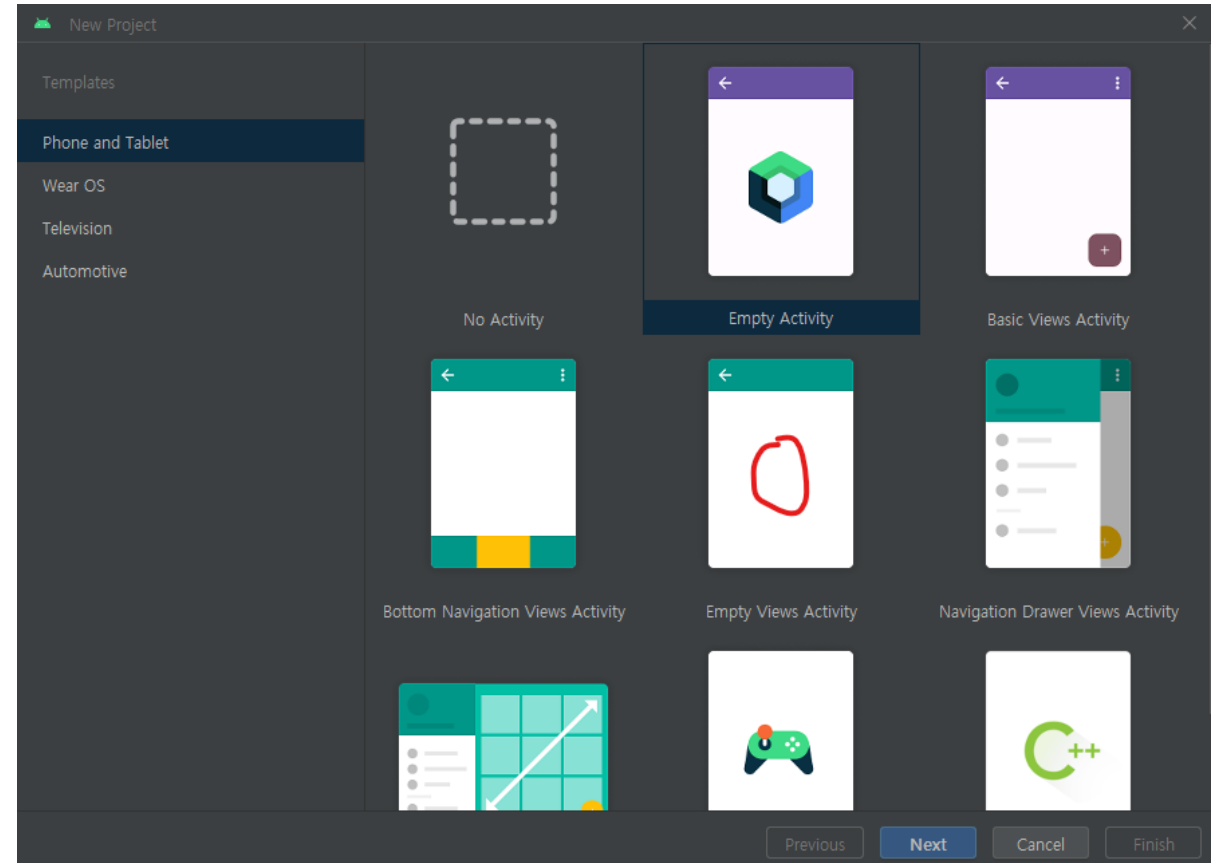 New Project
Templates
Phone and Tablet
Wear OS
Television
Automotive
No Activity
Empty Activity
Basic Views Activity
Bottom Navigation Views Activity
Empty Views Activity
Navigation Drawer Views Activity
C++
Previous
Next
Cancel
Finish